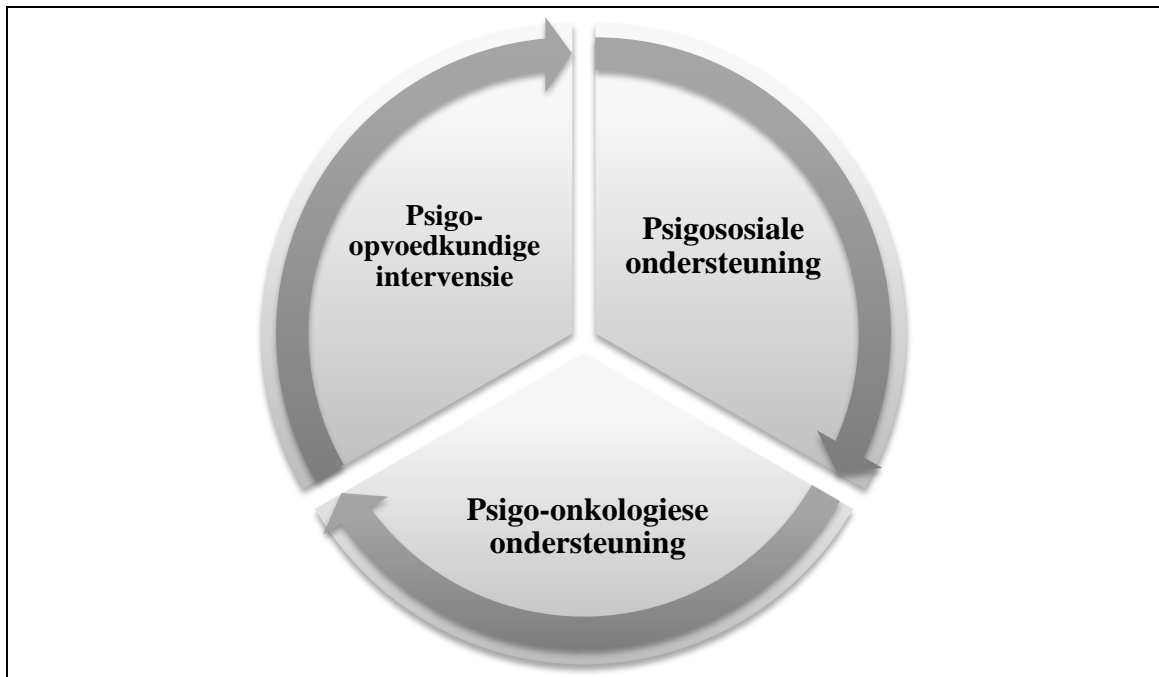 Psigo-
opvoedkundige
intervensie
Psigososiale
ondersteuning
Psigo-onkologiese
ondersteuning